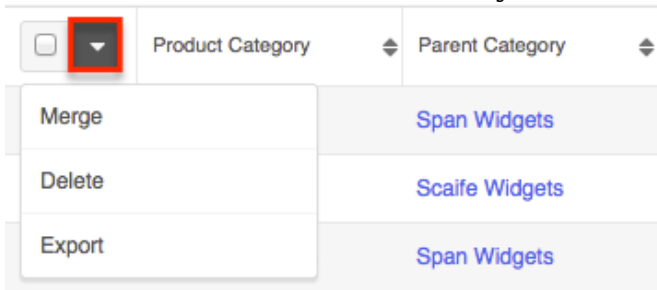 Product Category Parent Category
Merge Span Widgets
Delete Scaife Widgets
Export Span Widgets